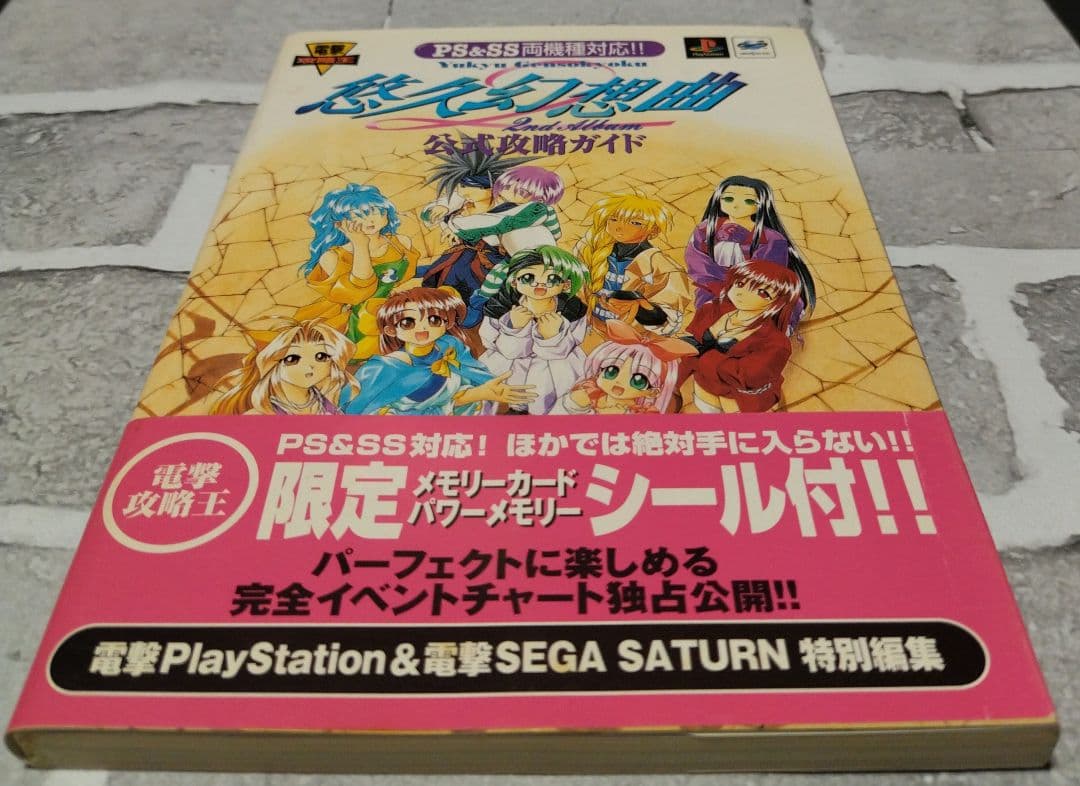 PS&SS両機種対応!!
電撃
攻略王
PlayStation
Yukyu Gensokyoku
悠久幻想曲
2
2nd Album
公式攻略ガイド
PS&SS対応! ほかでは絶対手に入らない!!
電撃
攻略王
限定メモリーカード
パワーメモリーシール付!!
パーフェクトに楽しめる
完全イベントチャート独占公開!!
電撃PlayStation&電撃SEGA SATURN 特別編集